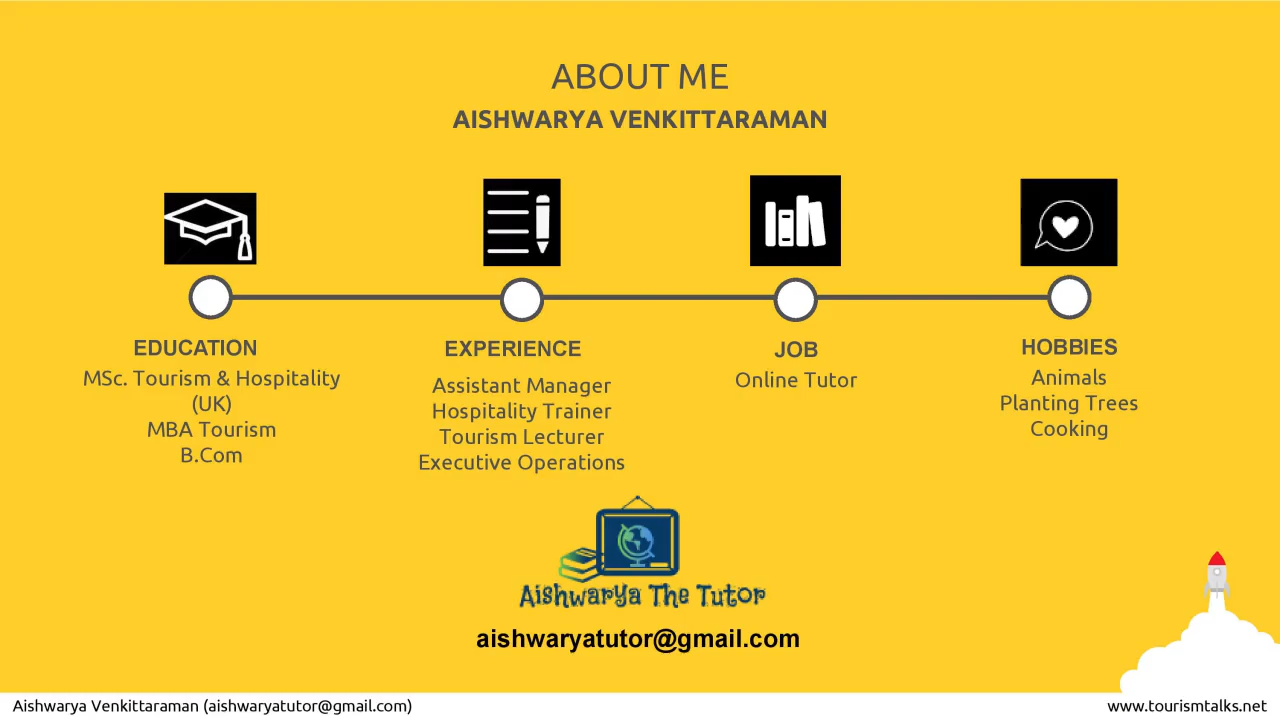 ABOUT ME
AISHWARYA VENKITTARAMAN
EDUCATION
MSc. Tourism & Hospitality
(UK)
MBA Tourism
B.Com
EXPERIENCE
Assistant Manager
Hospitality Trainer
Tourism Lecturer
Executive Operations
JOB
Online Tutor
HOBBIES
Animals
Planting Trees
Cooking
Aishwarya The Tutor
aishwaryatutor@gmail.com
Aishwarya Venkittaraman (aishwaryatutor@gmail.com)
www.tourismtalks.net